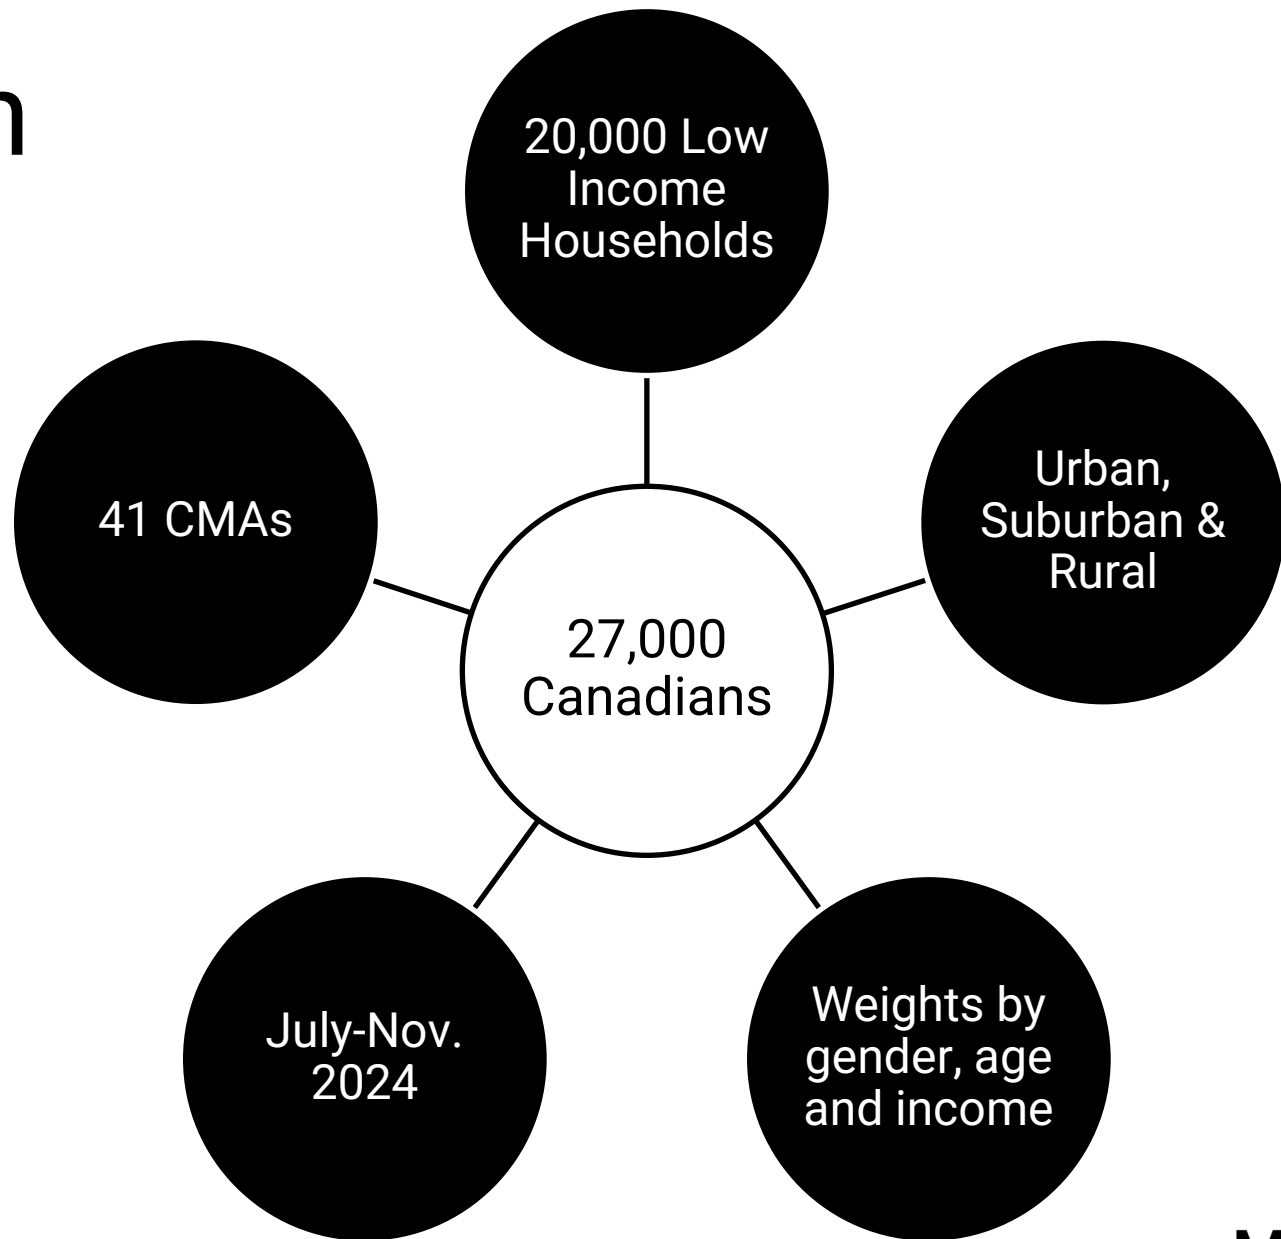 20,000 Low
Income
Households
41 CMAs
Urban,
Suburban &
Rural
27,000
Canadians
July-Nov.
2024
Weights by
gender, age
and income